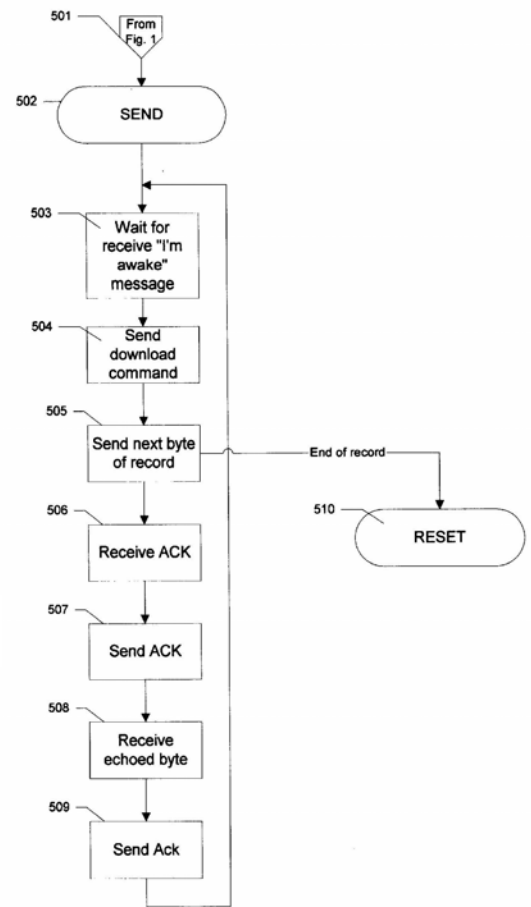 501
From
Fig. 1
502
SEND
503
Wait for
receive "I'm
awake"
message
504
Send
download
command
505
Send next byte
of record
End of record
506
Receive ACK
510
RESET
507
Send ACK
508
Receive
echoed byte
509
Send Ack